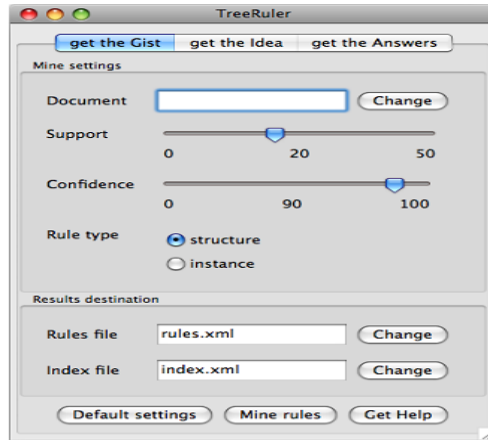 TreeRuler
get the Gist get the Idea get the Answers
Mine settings
Document Change
Support
0 20 50
Confidence
0 90 100
Rule type structure
instance
Results destination
Rules file rules.xml Change
Index file index.xml Change
Default settings Mine rules Get Help